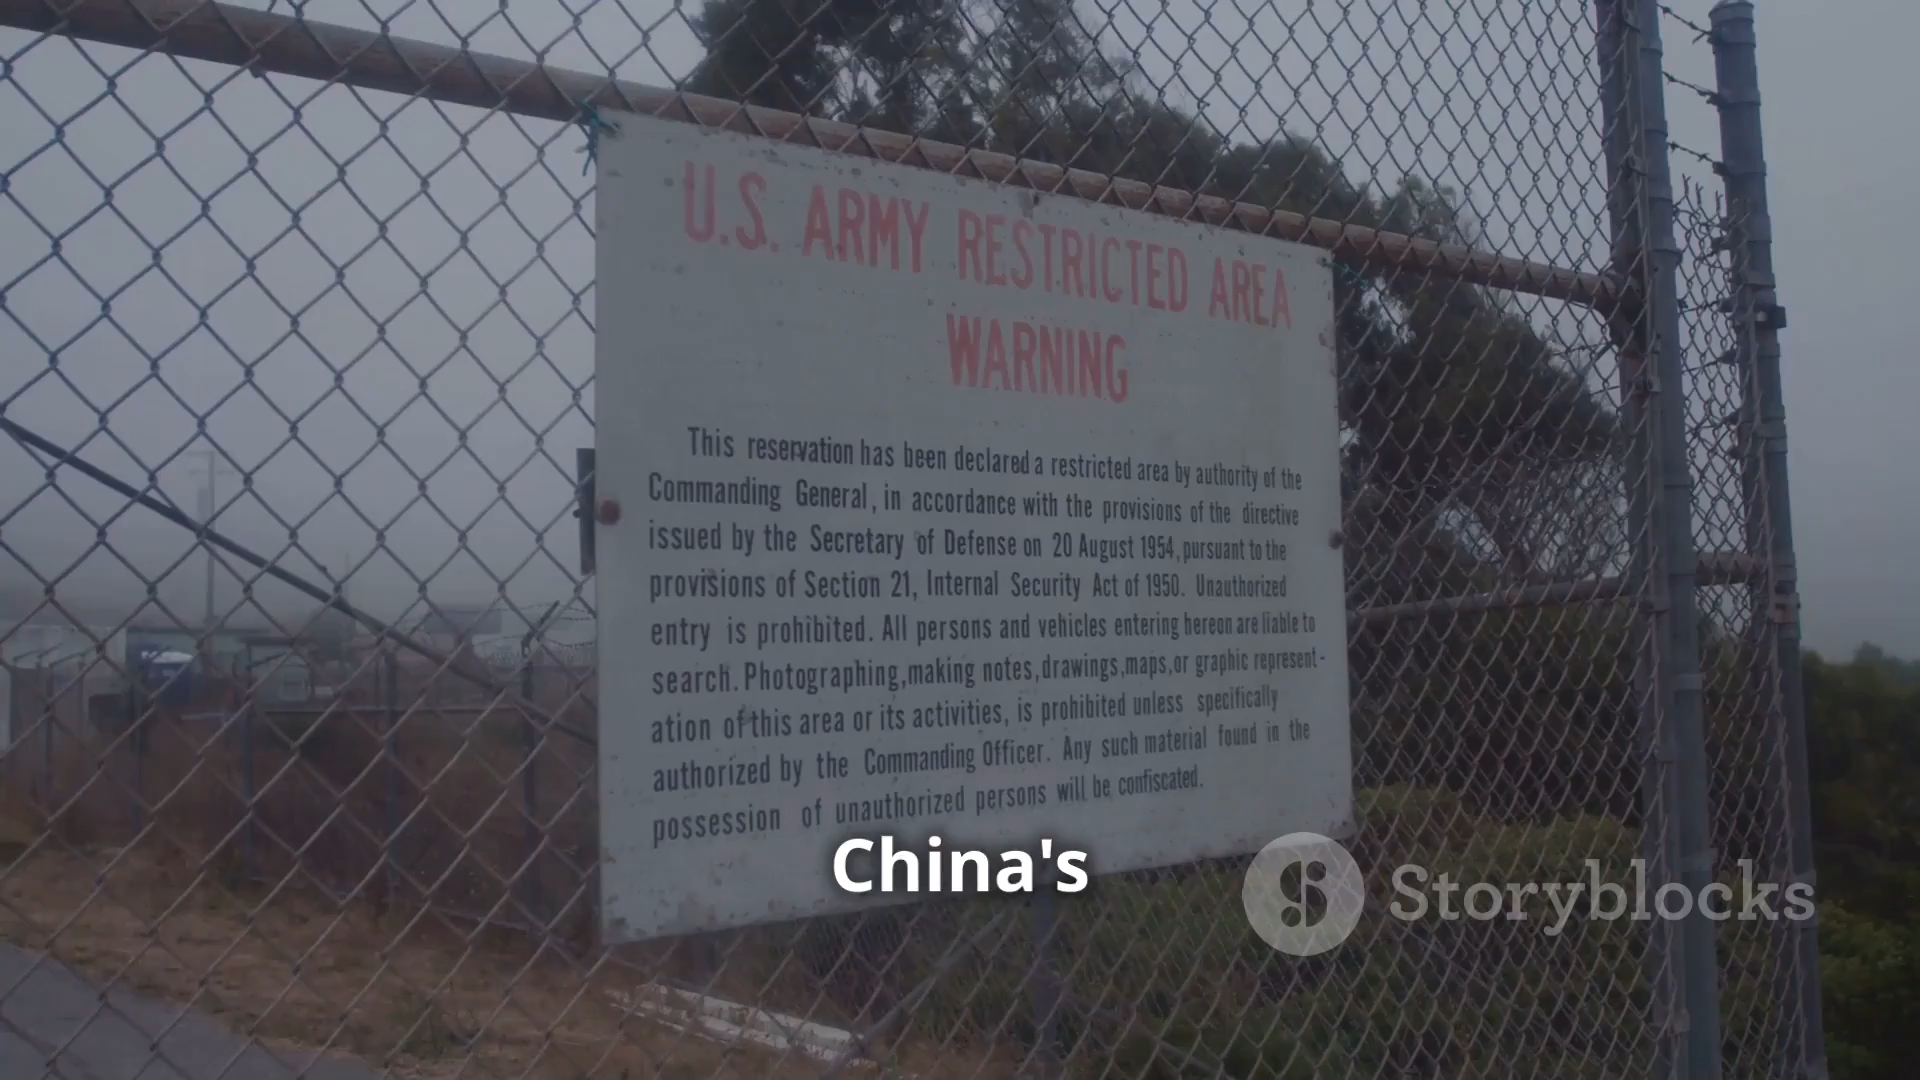 U.S. ARMY RESTRICTED AREA
WARNING
This reservation has been declared a restricted area by authority of the
Commanding General, in accordance with the provisions of the directive
issued by the Secretary of Defense on 20 August 1954, pursuant to the
provisions of Section 21, Internal Security Act of 1950. Unauthorized
entry is prohibited. All persons and vehicles entering hereon are liable to
search. Photographing, making notes, drawings, maps, or graphic represent-
ation of this area or its activities, is prohibited unless specifically
authorized by the Commanding Officer. Any such material found in the
possession of unauthorized persons will be confiscated.
China's
Storyblocks